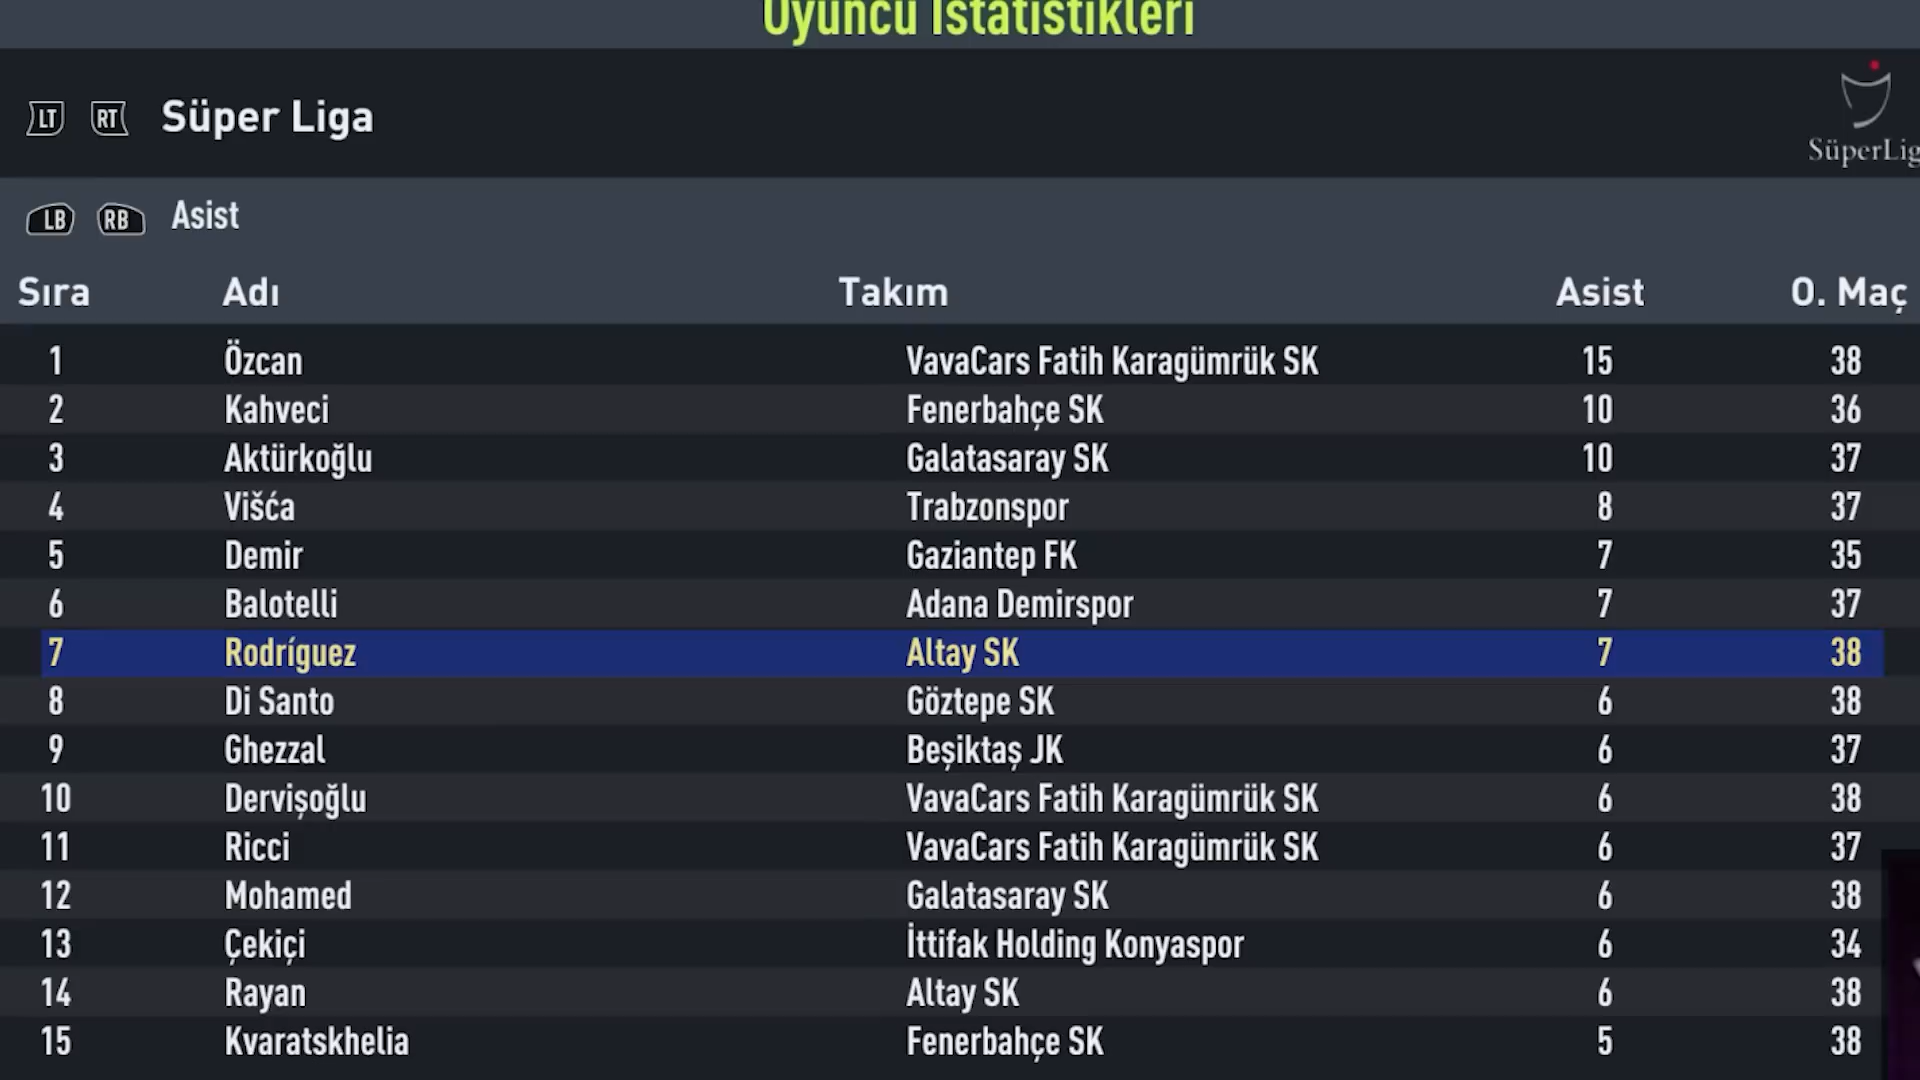 Oyuncu İstatistikleri
LT RT Süper Liga
SüperLig
LB RB Asist
Sıra Adı Takım Asist O. Maç
1 Özcan VavaCars Fatih Karagümrük SK 15 38
2 Kahveci Fenerbahçe SK 10 36
3 Aktürkoğlu Galatasaray SK 10 37
4 Višća Trabzonspor 8 37
5 Demir Gaziantep FK 7 35
6 Balotelli Adana Demirspor 7 37
7 Rodríguez Altay SK 7 38
8 Di Santo Göztepe SK 6 38
9 Ghezzal Beşiktaş JK 6 37
10 Dervişoğlu VavaCars Fatih Karagümrük SK 6 38
11 Ricci VavaCars Fatih Karagümrük SK 6 37
12 Mohamed Galatasaray SK 6 38
13 Çekiçi İttifak Holding Konyaspor 6 34
14 Rayan Altay SK 6 38
15 Kvaratskhelia Fenerbahçe SK 5 38